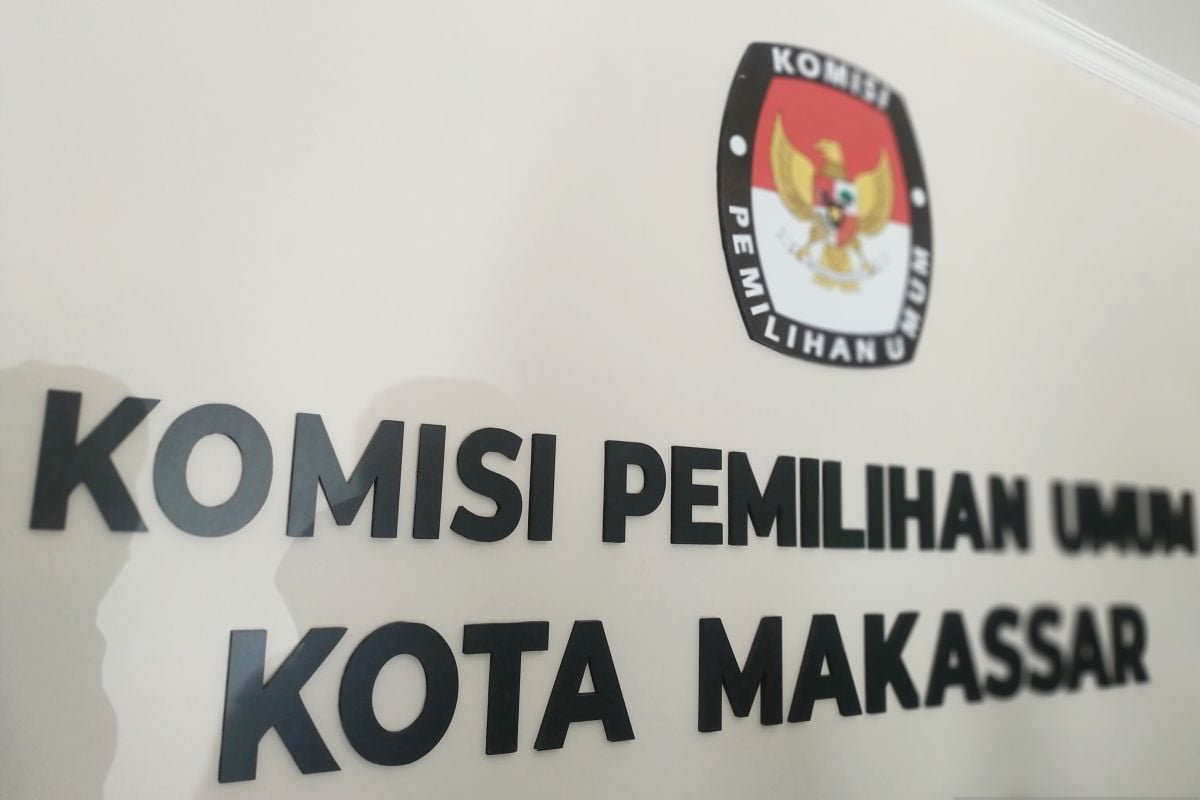 KOMISI
PEMILIHAN UMUM
KOMISI PEMILIHAN UMUM
KOTA MAKASSAR